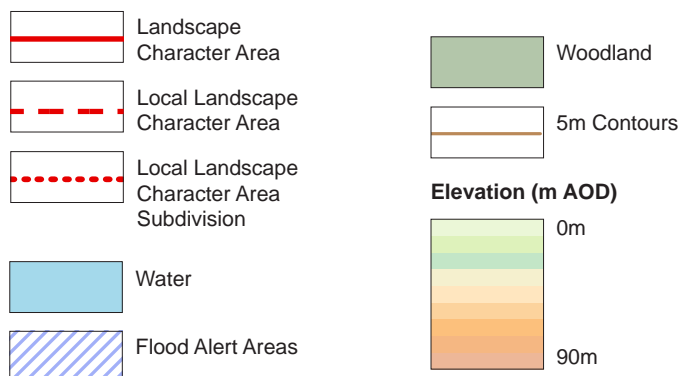 Landscape
Character Area
Local Landscape
Character Area
Local Landscape
Character Area
Subdivision
Water
Flood Alert Areas
Woodland
5m Contours
Elevation (m AOD)
0m
90m